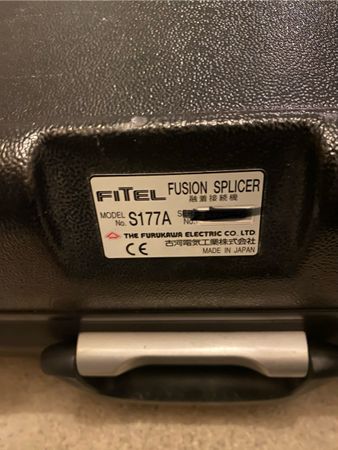 FITEL FUSION SPLICER
融着接続機
MODEL No. S177A No.
THE FURUKAWA ELECTRIC CO. LTD
古河電気工業株式会社
CE MADE IN JAPAN